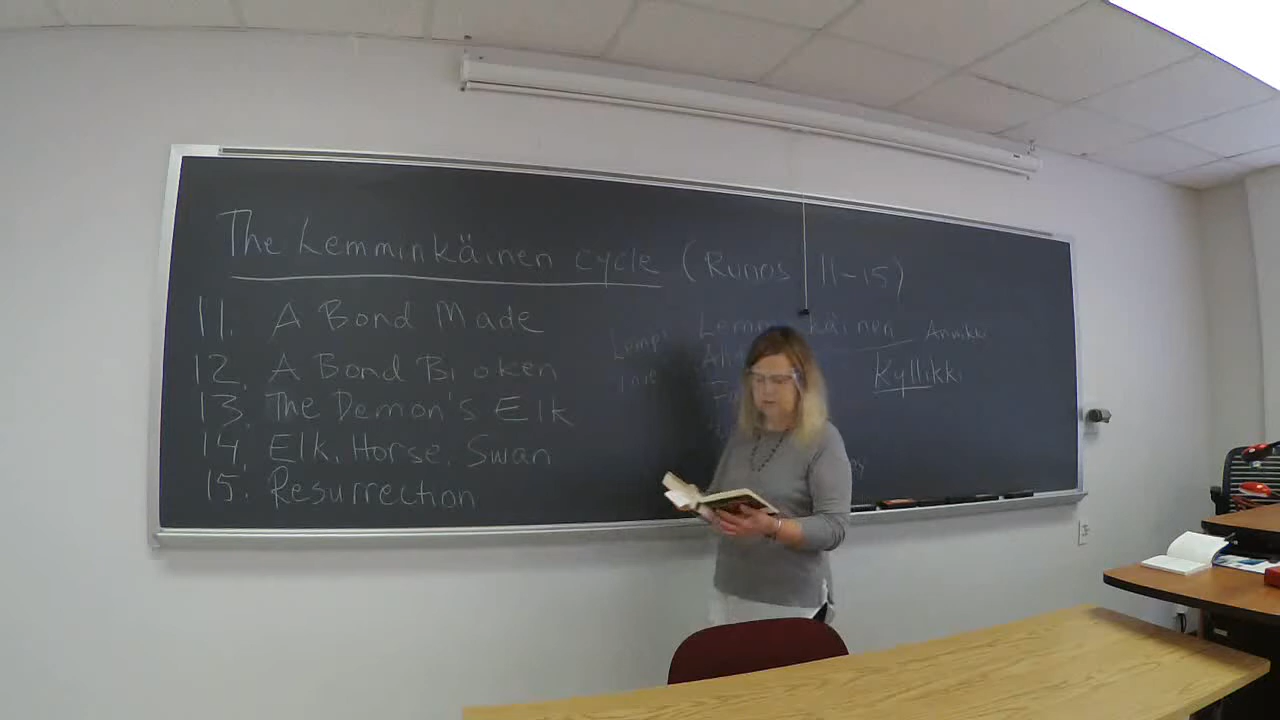 The Lemminkäinen cycle (Runos 11-15)
11. A Bond Made
12. A Bond Broken
13. The Demon's Elk
14. Elk, Horse, Swan
15. Resurrection
Annikki
Kyllikki